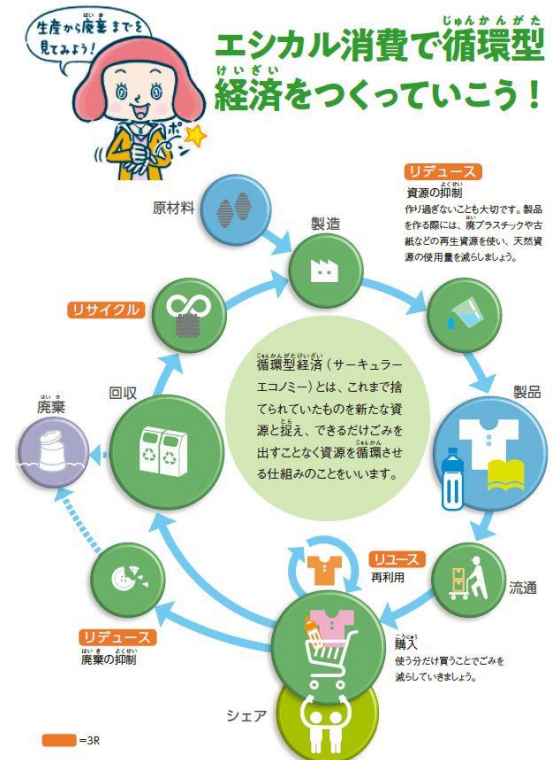 生産から廃棄までを
見てみよう!
ポン
エシカル消費で循環型
経済をつくっていこう!
リデュース
資源の抑制
作り過ぎないことも大切です。製品
を作る際には、廃プラスチックや古
紙などの再生資源を使い、天然資
源の使用量を減らしましょう。
原材料
製造
リサイクル
循環型経済(サーキュラー
エコノミー)とは、これまで捨
てられていたものを新たな資
源と捉え、できるだけごみを
出すことなく資源を循環させ
る仕組みのことをいいます。
製品
回収
廃棄
リユース
再利用
流通
リデュース
廃棄の抑制
購入
使う分だけ買うことでごみを
減らしていきましょう。
シェア
=3R